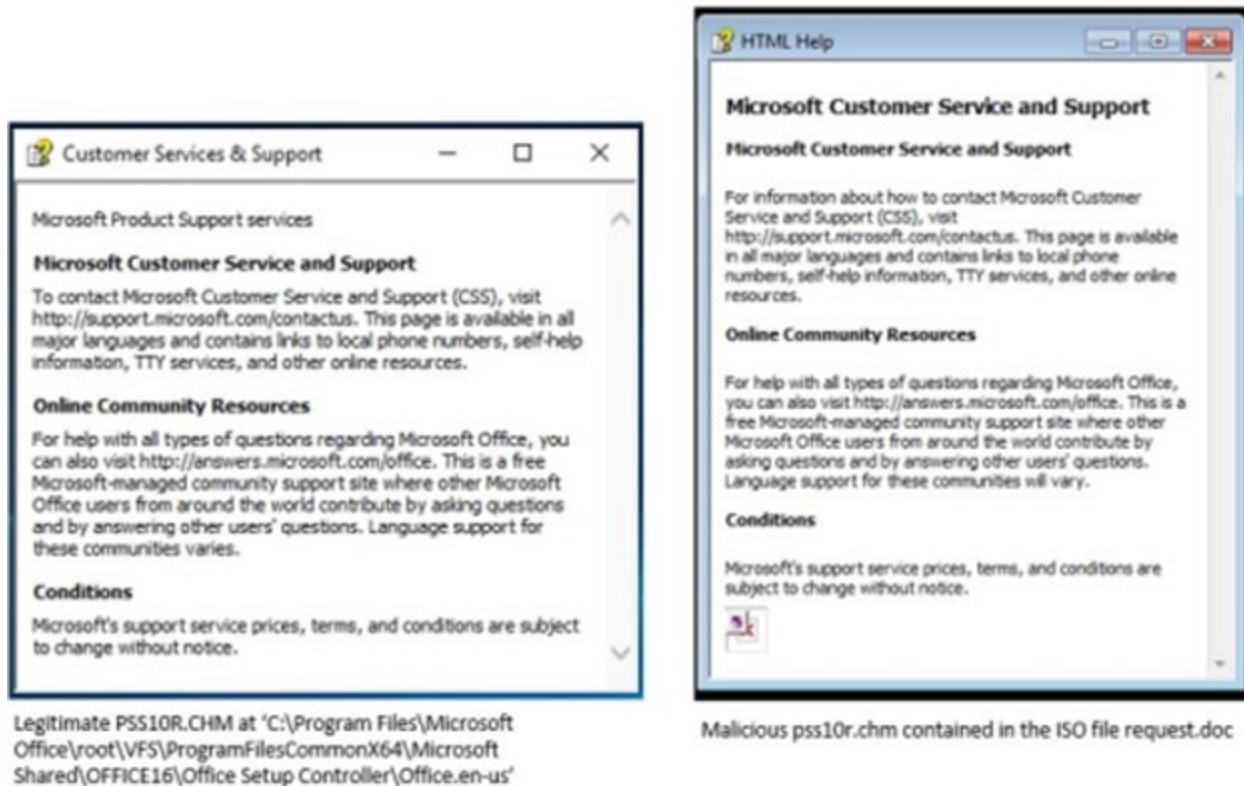 Customer Services & Support
Microsoft Product Support services
Microsoft Customer Service and Support
To contact Microsoft Customer Service and Support (CSS), visit
http://support.microsoft.com/contactus. This page is available in all
major languages and contains links to local phone numbers, self-help
information, TTY services, and other online resources.
Online Community Resources
For help with all types of questions regarding Microsoft Office, you
can also visit http://answers.microsoft.com/office. This is a free
Microsoft-managed community support site where other Microsoft
Office users from around the world contribute by asking questions
and by answering other users' questions. Language support for
these communities varies.
Conditions
Microsoft's support service prices, terms, and conditions are subject
to change without notice.
Legitimate PSS10R.CHM at ‘C:\Program Files\Microsoft
Office\root\VFS\ProgramFilesCommonX64\Microsoft
Shared\OFFICE16\Office Setup Controller\Office.en-us’
HTML Help
Microsoft Customer Service and Support
Microsoft Customer Service and Support
For information about how to contact Microsoft Customer
Service and Support (CSS), visit
http://support.microsoft.com/contactus. This page is available
in all major languages and contains links to local phone
numbers, self-help information, TTY services, and other online
resources.
Online Community Resources
For help with all types of questions regarding Microsoft Office,
you can also visit http://answers.microsoft.com/office. This is a
free Microsoft-managed community support site where other
Microsoft Office users from around the world contribute by
asking questions and by answering other users' questions.
Language support for these communities will vary.
Conditions
Microsoft's support service prices, terms, and conditions are
subject to change without notice.
Malicious pss10r.chm contained in the ISO file request.doc